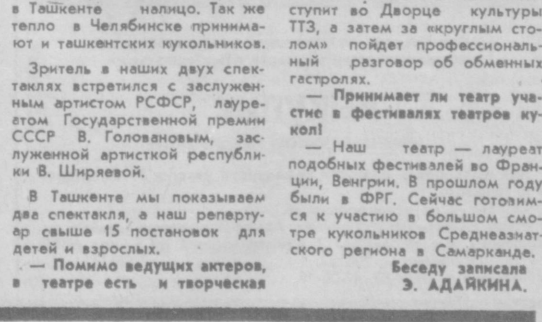 в Ташкенте налицо. Так же
тепло в Челябинске принима-
ют и ташкентских кукольников.
Зритель в наших двух спек-
таклях встретился с заслужен-
ным артистом РСФСР, лауре-
атом Государственной премии
СССР В. Головановым, зас-
луженной артисткой республи-
ки В. Ширяевой.
В Ташкенте мы показываем
два спектакля, а наш реперту-
ар свыше 15 постановок для
детей и взрослых.
— Помимо ведущих актеров,
в театре есть и творческая
ступит во Дворце культуры
ТТЗ, а затем за «круглым сто-
лом» пойдет профессиональ-
ный разговор об обменных
гастролях.
— Принимает ли театр уча-
стие в фестивалях театров ку-
кол!
— Наш театр — лауреат
подобных фестивалей во Фран-
ции, Венгрии. В прошлом году
были в ФРГ. Сейчас готовим-
ся к участию в большом смо-
тре кукольников Среднеазиат-
ского региона в Самарканде.
Беседу записала
Э. АДАЙКИНА.